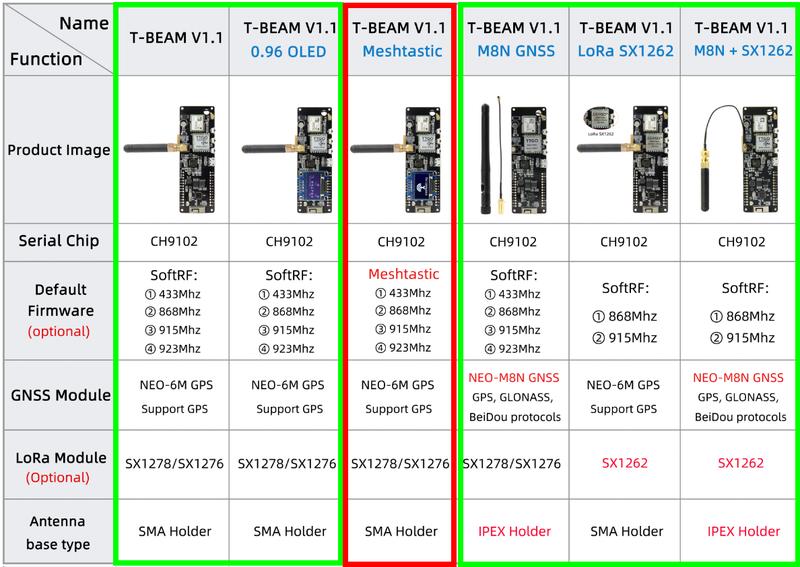 Name
Function
T-BEAM V1.1
T-BEAM V1.1
0.96 OLED
T-BEAM V1.1
Meshtastic
T-BEAM V1.1
M8N GNSS
T-BEAM V1.1
LoRa SX1262
T-BEAM V1.1
M8N + SX1262
Product Image
LoRa SX1262
Serial Chip
CH9102
CH9102
CH9102
CH9102
CH9102
CH9102
Default
Firmware
(optional)
SoftRF:
① 433Mhz
② 868Mhz
③ 915Mhz
④ 923Mhz
SoftRF:
① 433Mhz
② 868Mhz
③ 915Mhz
④ 923Mhz
Meshtastic
① 433Mhz
② 868Mhz
③ 915Mhz
④ 923Mhz
SoftRF:
① 433Mhz
② 868Mhz
③ 915Mhz
④ 923Mhz
SoftRF:
① 868Mhz
② 915Mhz
SoftRF:
① 868Mhz
② 915Mhz
GNSS Module
NEO-6M GPS
Support GPS
NEO-6M GPS
Support GPS
NEO-6M GPS
Support GPS
NEO-M8N GNSS
GPS, GLONASS,
BeiDou protocols
NEO-6M GPS
Support GPS
NEO-M8N GNSS
GPS, GLONASS,
BeiDou protocols
LoRa Module
(Optional)
SX1278/SX1276
SX1278/SX1276
SX1278/SX1276
SX1278/SX1276
SX1262
SX1262
Antenna
base type
SMA Holder
SMA Holder
SMA Holder
IPEX Holder
SMA Holder
IPEX Holder